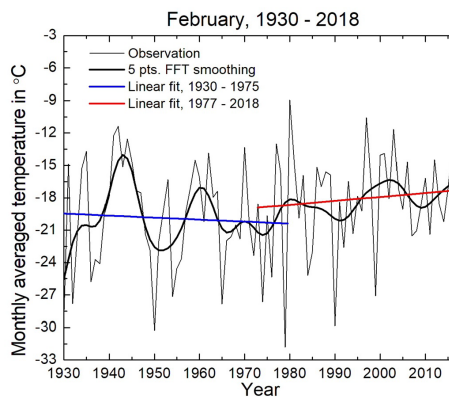 February, 1930 - 2018
Observation
5 pts. FFT smoothing
Linear fit, 1930 - 1975
Linear fit, 1977 - 2018
Monthly averaged temperature in °C
-3
-6
-9
-12
-15
-18
-21
-24
-27
-30
-33
1930 1940 1950 1960 1970 1980 1990 2000 2010
Year